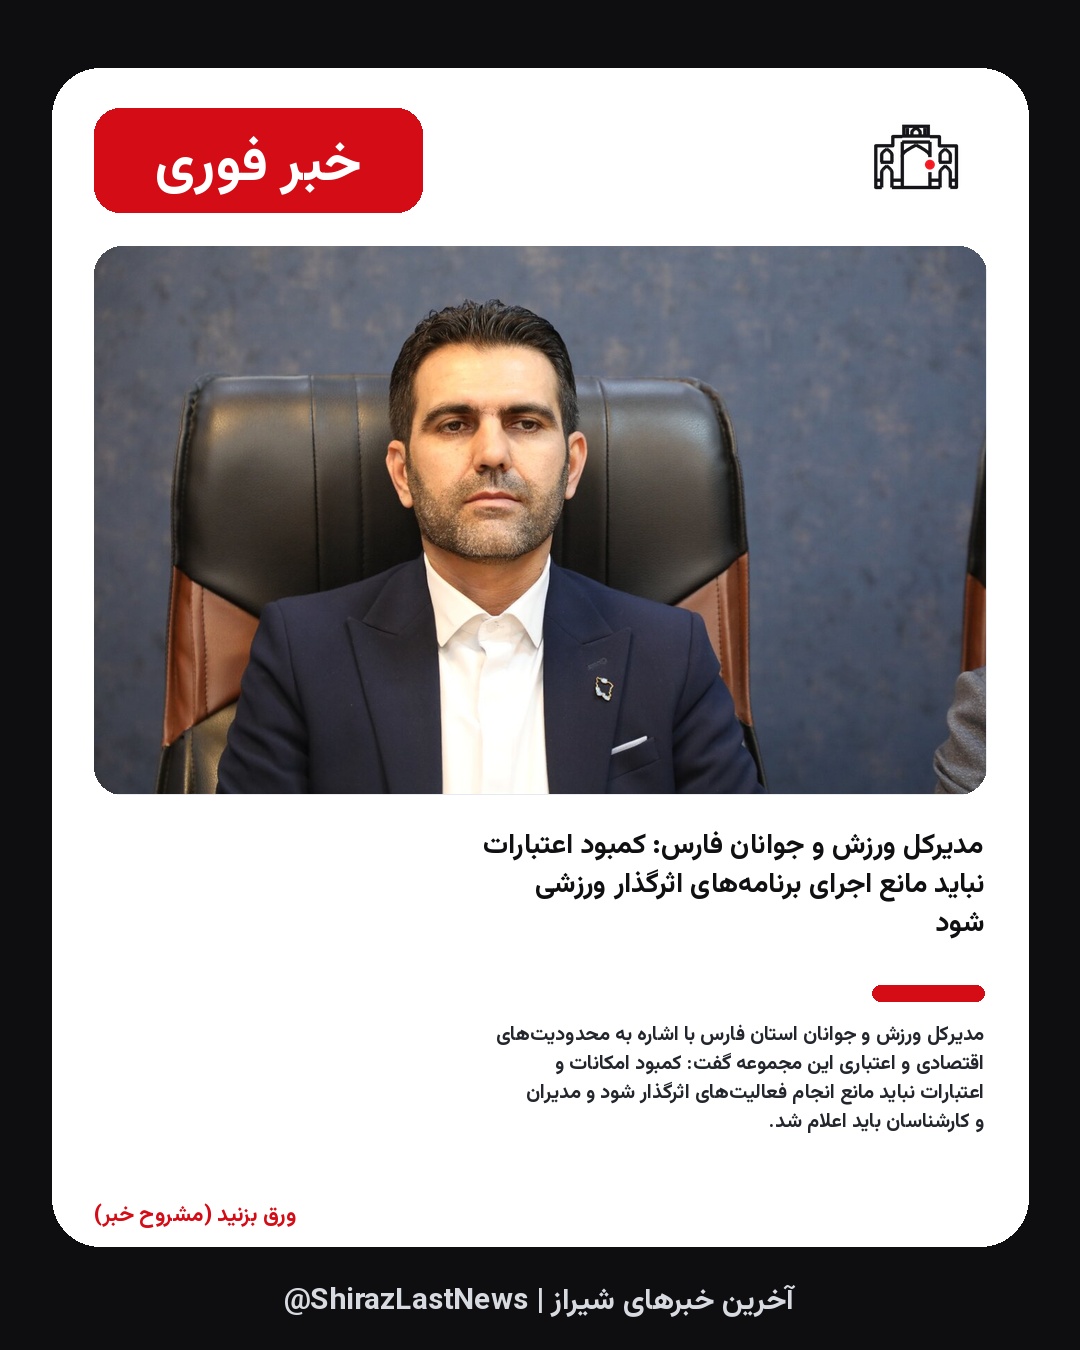 خبر فوری
مدیرکل ورزش و جوانان فارس: کمبود اعتبارات
نباید مانع اجرای برنامه‌های اثرگذار ورزشی
شود
مدیرکل ورزش و جوانان استان فارس با اشاره به محدودیت‌های
اقتصادی و اعتباری این مجموعه گفت: کمبود امکانات و
اعتبارات نباید مانع انجام فعالیت‌های اثرگذار شود و مدیران
و کارشناسان باید اعلام شد.
ورق بزنید (مشروح خبر)
آخرین خبرهای شیراز | @ShirazLastNews